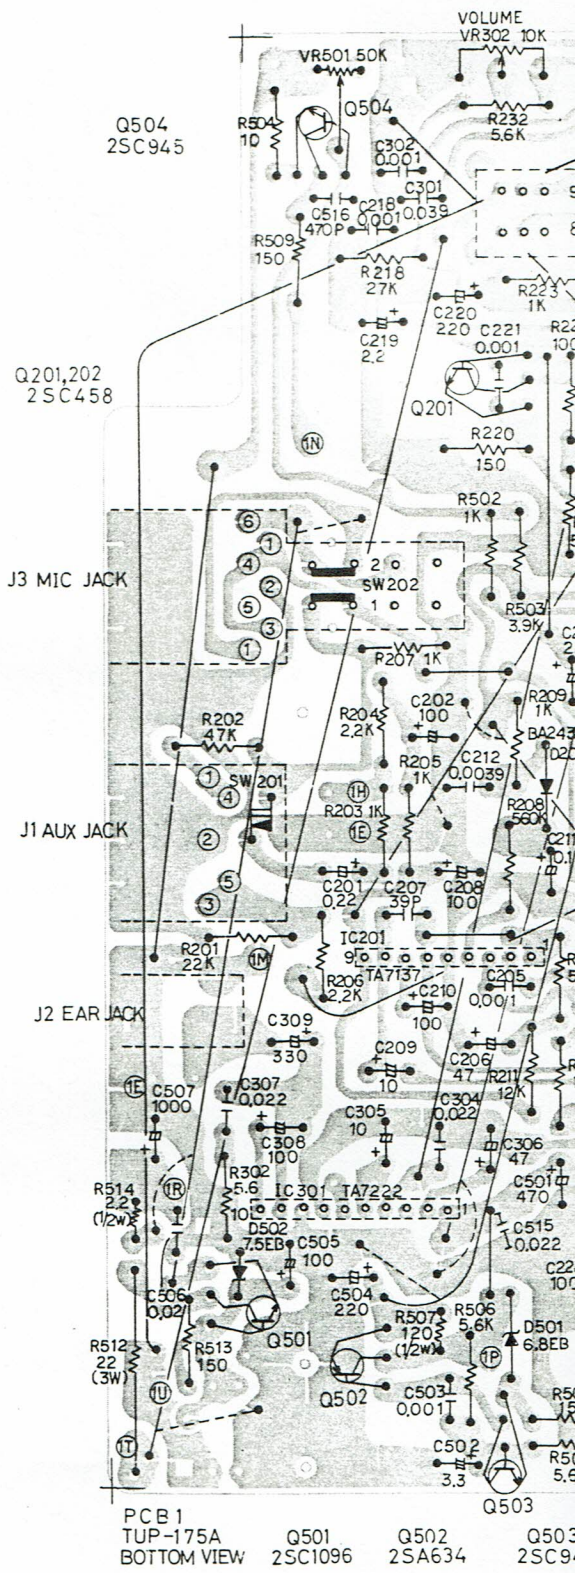 VOLUME
VR302 10K
VR501 50K
Q504
2SC945
R504
10
Q504
R232
5.6K
C302
0.001
C301
0.039
C516
470P
C218
0.001
9
8
R509
150
R218
27K
R223
1K
C220
220
C221
0.001
C219
2.2
Q201,202
2SC458
Q201
R220
150
1N
R502
1K
J3 MIC JACK
6
1
4
2
5
3
1
2
SW202
1
R503
3.9K
R207 1K
R202
47K
R204
2.2K
C202
100
R209
1K
R205
1K
C212
0.0039
BA243
J1 AUX JACK
1
4
SW201
2
5
3
1H
R203 1K
1E
R208
560K
C211
0.1
C201
0.22
C207
39P
C208
100
R201
22K
1M
IC201
9
TA7137
1
R206
2.2K
C205
0.001
C210
100
J2 EAR JACK
C309
330
C209
10
C206
47
R211
12K
1E
C507
1000
C307
0.022
C308
100
C305
10
C304
0.022
C306
47
C501
470
1R
R302
5.6
R514
2.2
(1/2W)
IC301 TA7222
10
1
D502
7.5EB
C505
100
C515
0.022
C506
0.02
C504
220
R507
120
(1/2W)
R506
5.6K
D501
6.8EB
Q501
R512
22
(3W)
R513
150
Q502
1P
C503
0.001
1U
1T
C502
3.3
Q503
PCB1
TUP-175A
BOTTOM VIEW
Q501
2SC1096
Q502
2SA634
Q503